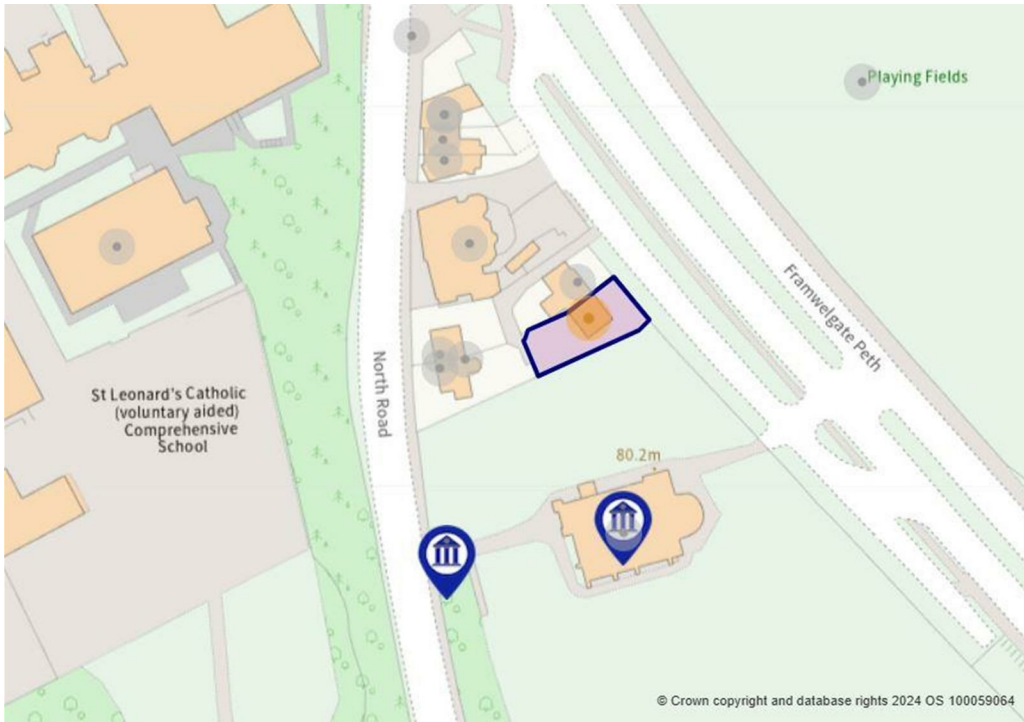 Playing Fields
Framwelgate Peth
North Road
St Leonard's Catholic
(voluntary aided)
Comprehensive
School
80.2m
© Crown copyright and database rights 2024 OS 100059064